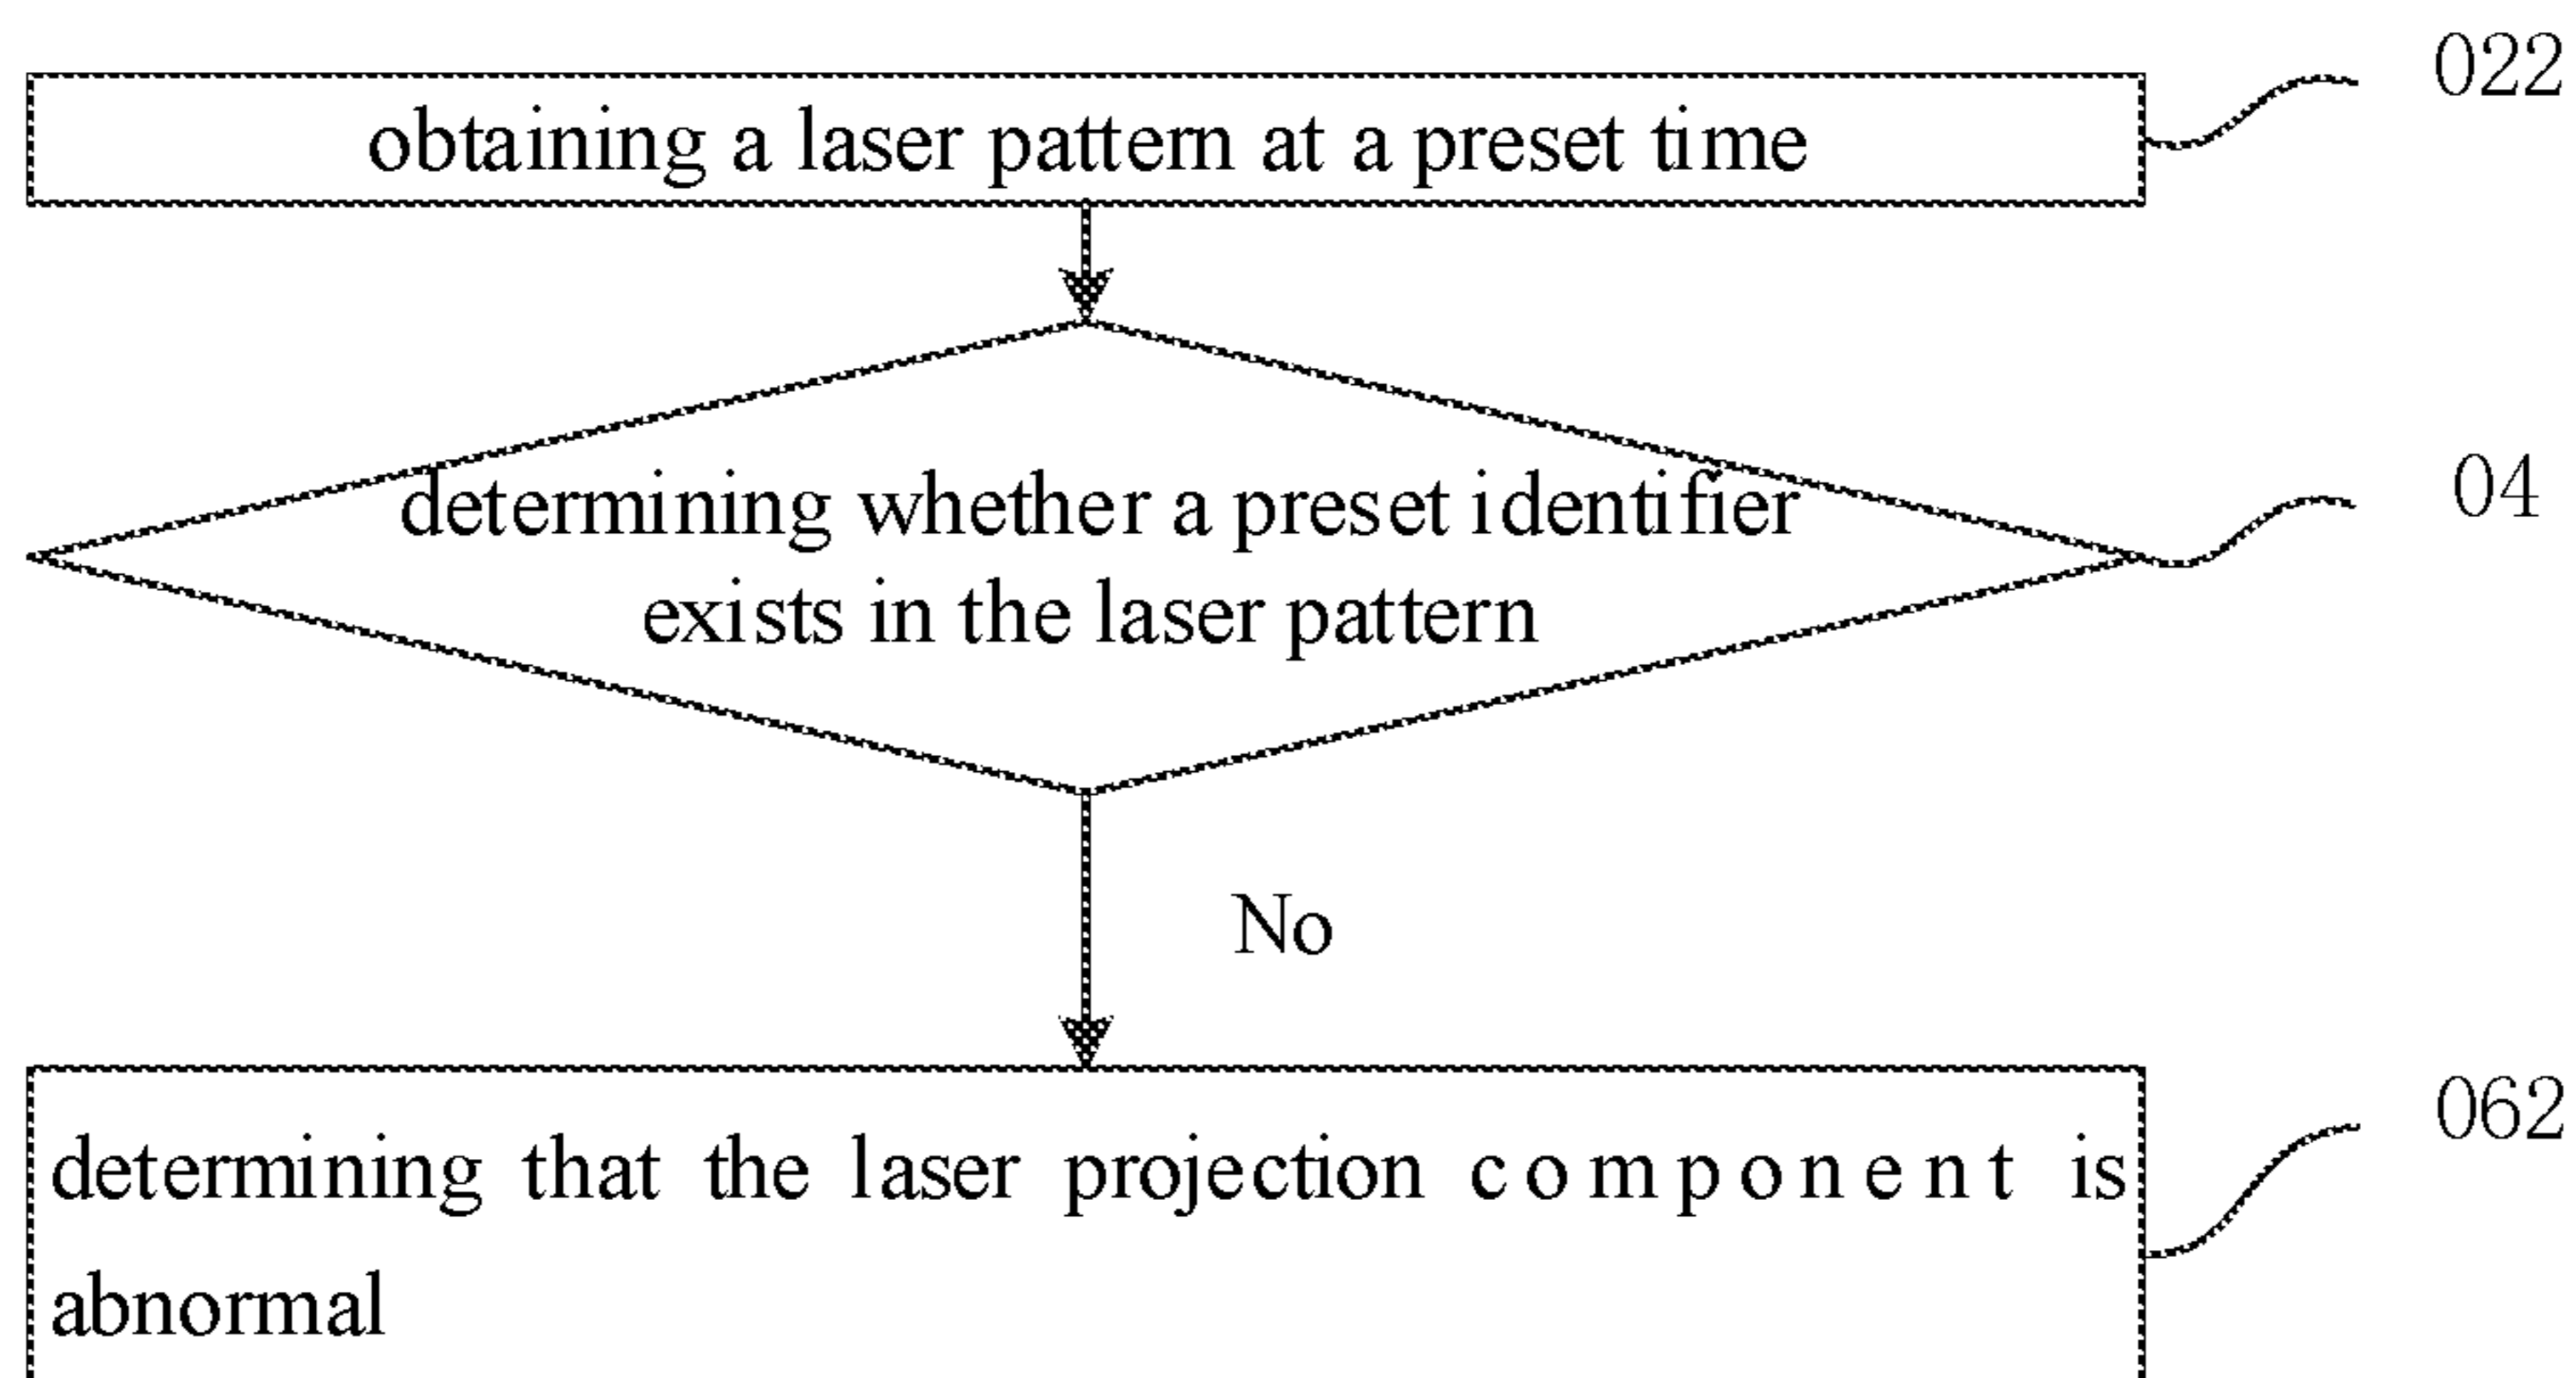 022
obtaining a laser pattern at a preset time
04
determining whether a preset identifier
exists in the laser pattern
No
062
determining that the laser projection component is
abnormal